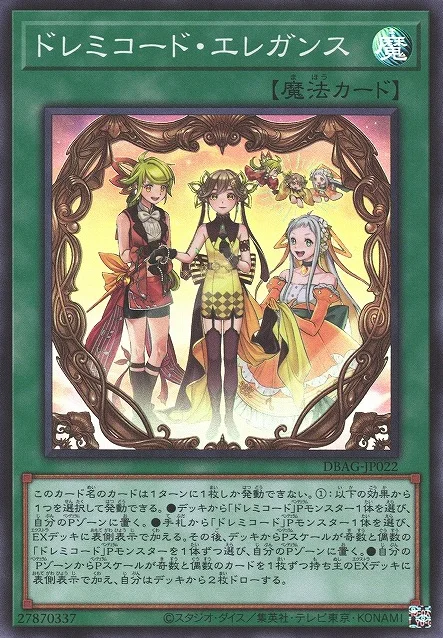 ドレミコード・エレガンス 魔
【魔法カード】
DBAG-JP022
このカード名のカードは1ターンに1枚しか発動できない。①：以下の効果から
1つを選択して発動できる。●デッキから「ドレミコード」Pモンスター1体を選び、
自分のPゾーンに置く。●手札から「ドレミコード」Pモンスター1体を選び、
EXデッキに表側表示で加える。その後、デッキからPスケールが奇数と偶数の
「ドレミコード」Pモンスターを1体ずつ選び、自分のPゾーンに置く。●自分の
PゾーンからPスケールが奇数と偶数のカードを1枚ずつ持ち主のEXデッキに
表側表示で加え、自分はデッキから2枚ドローする。
27870337 ©スタジオ・ダイス／集英社・テレビ東京・KONAMI